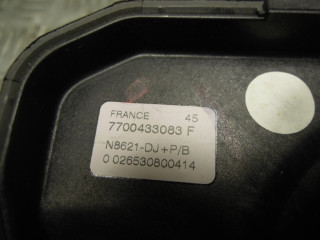 FRANCE 45
7700433083 F
N8621-DJ+P/B
0 026530800414